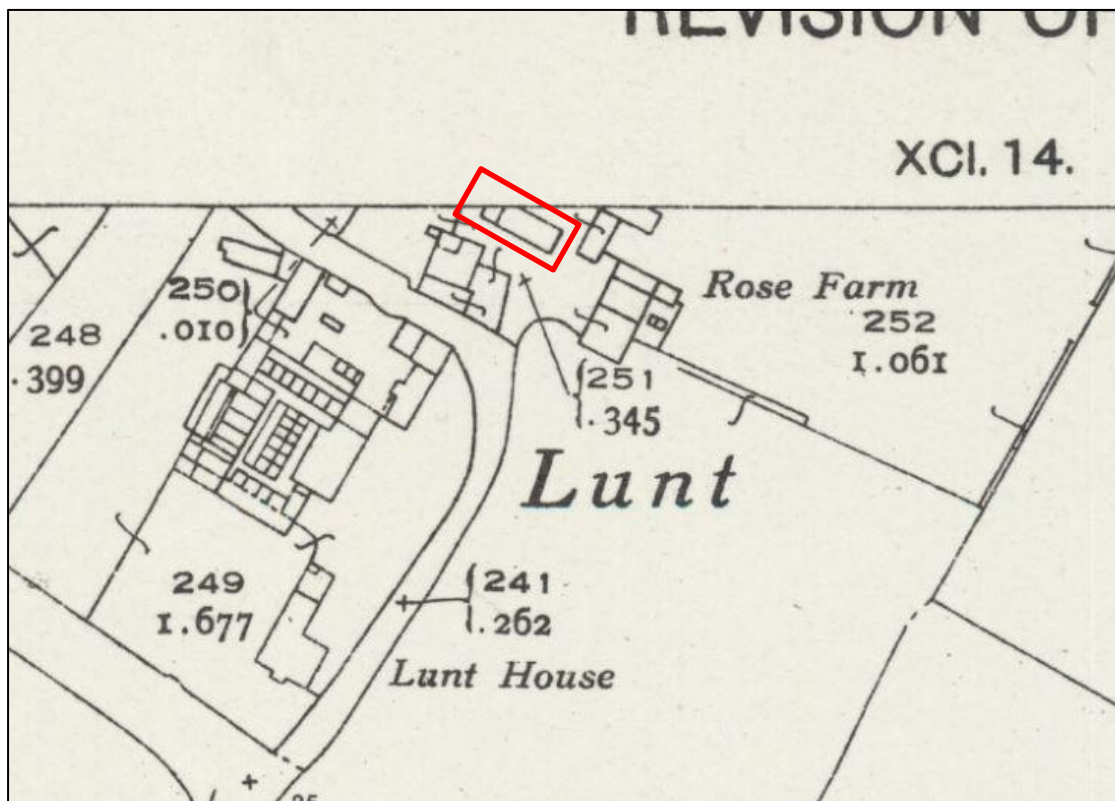 REVISION OF
XCI. 14.
250
.010
Rose Farm
252
1.061
248
.399
251
.345
Lunt
249
1.677
241
.262
Lunt House